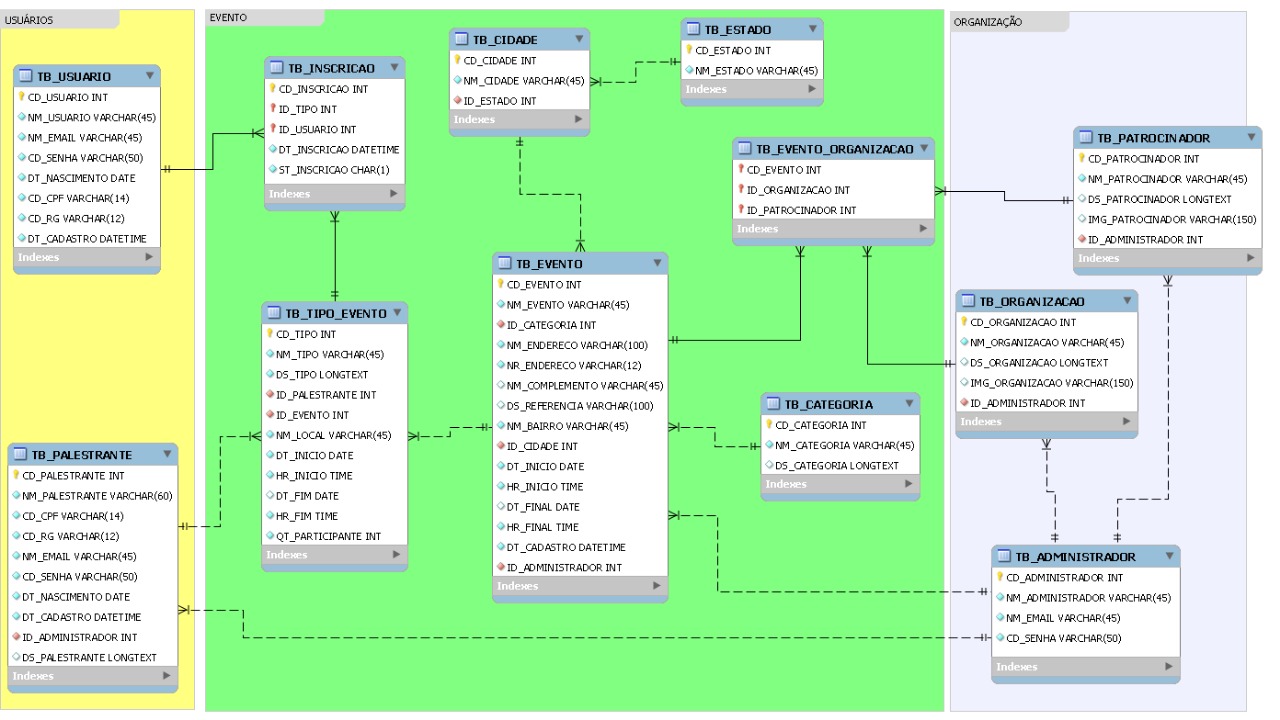 USUÁRIOS
TB_USUARIO
CD_USUARIO INT
NM_USUARIO VARCHAR(45)
NM_EMAIL VARCHAR(45)
CD_SENHA VARCHAR(50)
DT_NASCIMENTO DATE
CD_CPF VARCHAR(14)
CD_RG VARCHAR(12)
DT_CADASTRO DATETIME
Indexes
TB_PALESTRANTE
CD_PALESTRANTE INT
NM_PALESTRANTE VARCHAR(60)
CD_CPF VARCHAR(14)
CD_RG VARCHAR(12)
NM_EMAIL VARCHAR(45)
CD_SENHA VARCHAR(50)
DT_NASCIMENTO DATE
DT_CADASTRO DATETIME
ID_ADMINISTRADOR INT
DS_PALESTRANTE LONGTEXT
Indexes
EVENTO
TB_INSCRICAO
CD_INSCRICAO INT
ID_TIPO INT
ID_USUARIO INT
DT_INSCRICAO DATETIME
ST_INSCRICAO CHAR(1)
Indexes
TB_TIPO_EVENTO
CD_TIPO INT
NM_TIPO VARCHAR(45)
DS_TIPO LONGTEXT
ID_PALESTRANTE INT
ID_EVENTO INT
NM_LOCAL VARCHAR(45)
DT_INICIO DATE
HR_INICIO TIME
DT_FIM DATE
HR_FIM TIME
QT_PARTICIPANTE INT
Indexes
TB_CIDADE
CD_CIDADE INT
NM_CIDADE VARCHAR(45)
ID_ESTADO INT
Indexes
TB_ESTADO
CD_ESTADO INT
NM_ESTADO VARCHAR(45)
Indexes
TB_EVENTO
CD_EVENTO INT
NM_EVENTO VARCHAR(45)
ID_CATEGORIA INT
NM_ENDERECO VARCHAR(100)
NR_ENDERECO VARCHAR(12)
NM_COMPLEMENTO VARCHAR(45)
DS_REFERENCIA VARCHAR(100)
NM_BAIRRO VARCHAR(45)
ID_CIDADE INT
DT_INICIO DATE
HR_INICIO TIME
DT_FINAL DATE
HR_FINAL TIME
DT_CADASTRO DATETIME
ID_ADMINISTRADOR INT
Indexes
TB_EVENTO_ORGANIZACAO
CD_EVENTO INT
ID_ORGANIZACAO INT
ID_PATROCINADOR INT
Indexes
TB_CATEGORIA
CD_CATEGORIA INT
NM_CATEGORIA VARCHAR(45)
DS_CATEGORIA LONGTEXT
Indexes
ORGANIZAÇÃO
TB_PATROCINADOR
CD_PATROCINADOR INT
NM_PATROCINADOR VARCHAR(45)
DS_PATROCINADOR LONGTEXT
IMG_PATROCINADOR VARCHAR(150)
ID_ADMINISTRADOR INT
Indexes
TB_ORGANIZACAO
CD_ORGANIZACAO INT
NM_ORGANIZACAO VARCHAR(45)
DS_ORGANIZACAO LONGTEXT
IMG_ORGANIZACAO VARCHAR(150)
ID_ADMINISTRADOR INT
Indexes
TB_ADMINISTRADOR
CD_ADMINISTRADOR INT
NM_ADMINISTRADOR VARCHAR(45)
NM_EMAIL VARCHAR(45)
CD_SENHA VARCHAR(50)
Indexes